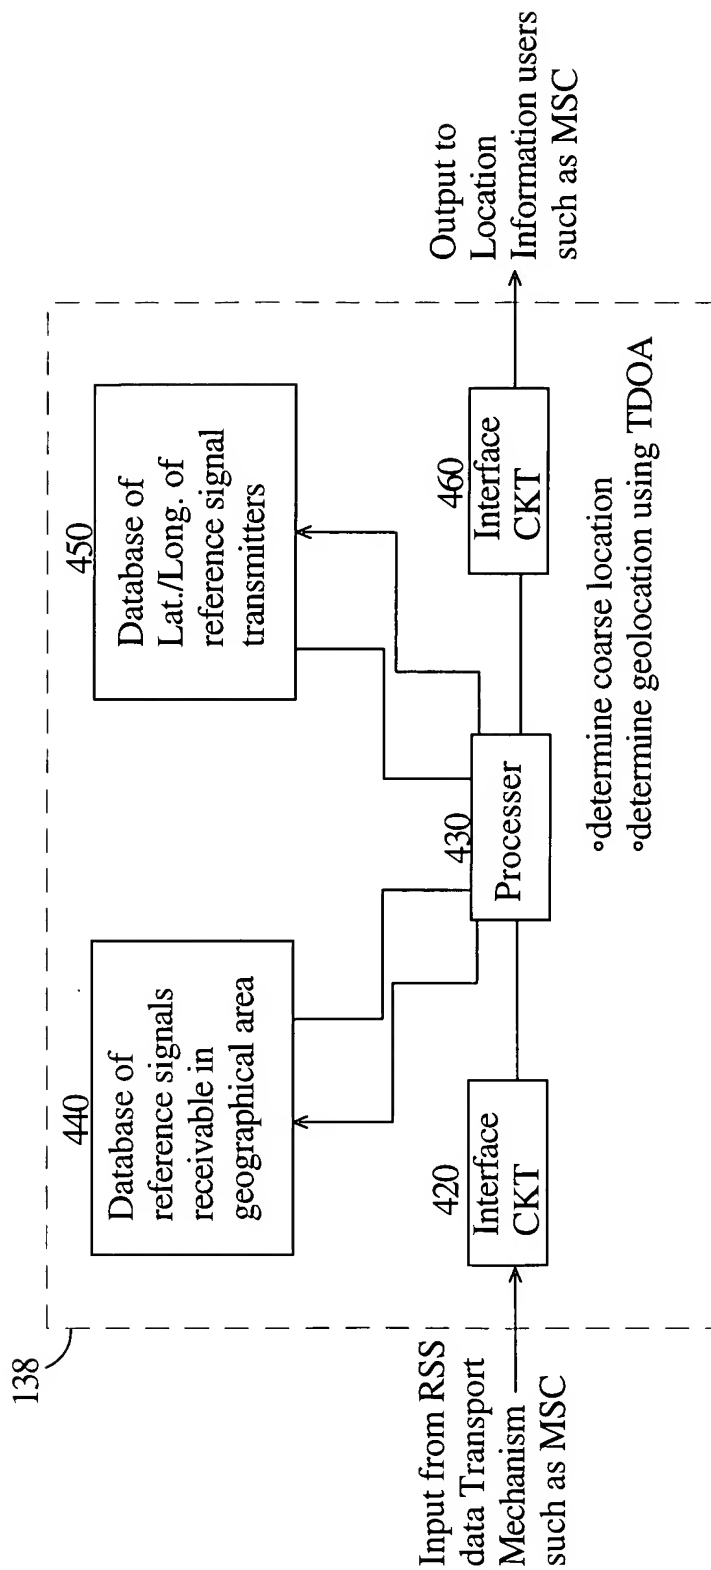 138
Input from RSS
data Transport
Mechanism
such as MSC
420
Interface
CKT
440
Database of
reference signals
receivable in
geographical area
430
Processer
450
Database of
Lat./Long. of
reference signal
transmitters
460
Interface
CKT
Output to
Location
Information users
such as MSC
°determine coarse location
°determine geolocation using TDOA